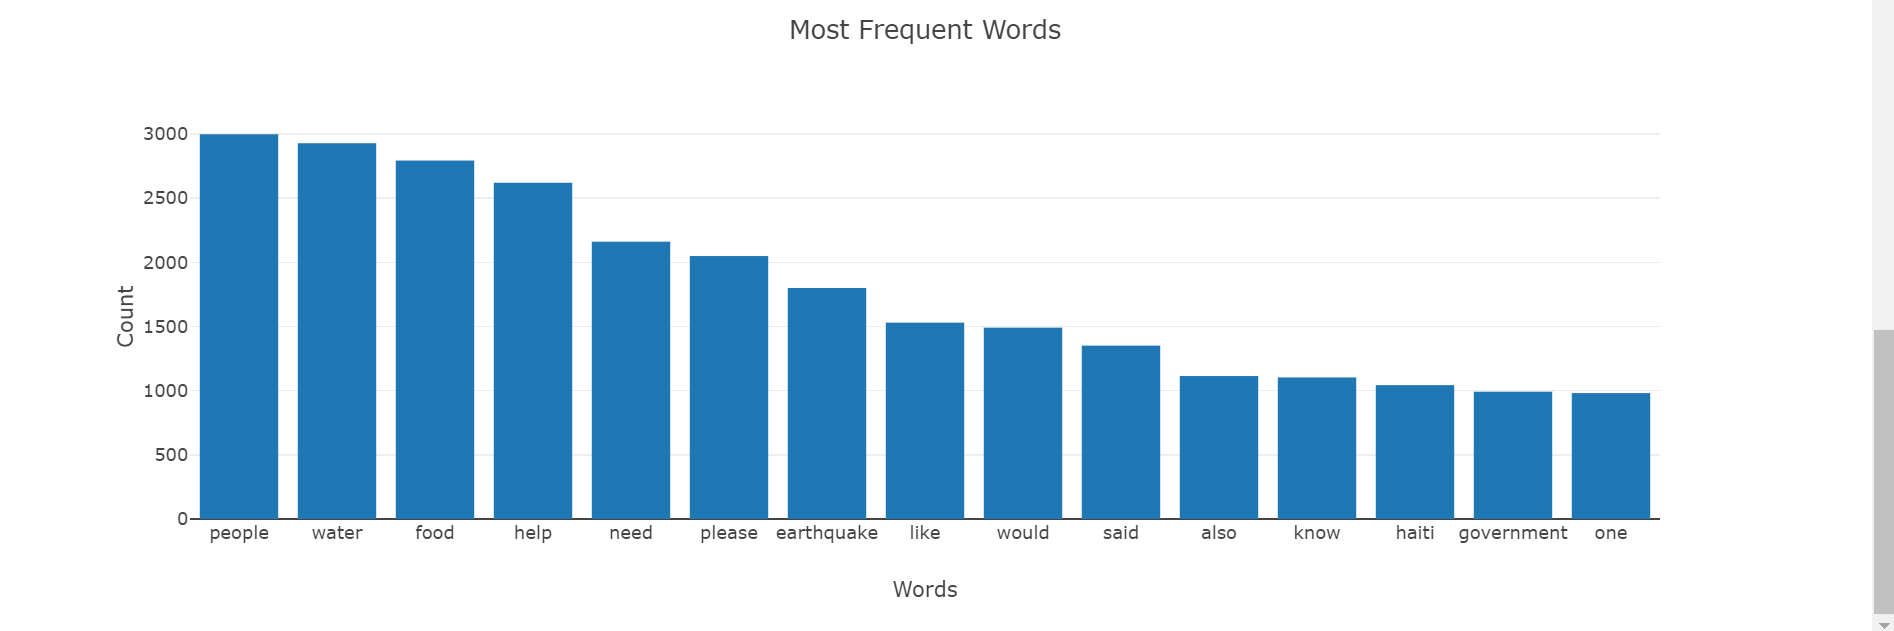 Most Frequent Words
3000
2500
2000
1500
1000
500
0
Count
people water food help need please earthquake like would said also know haiti government one
Words